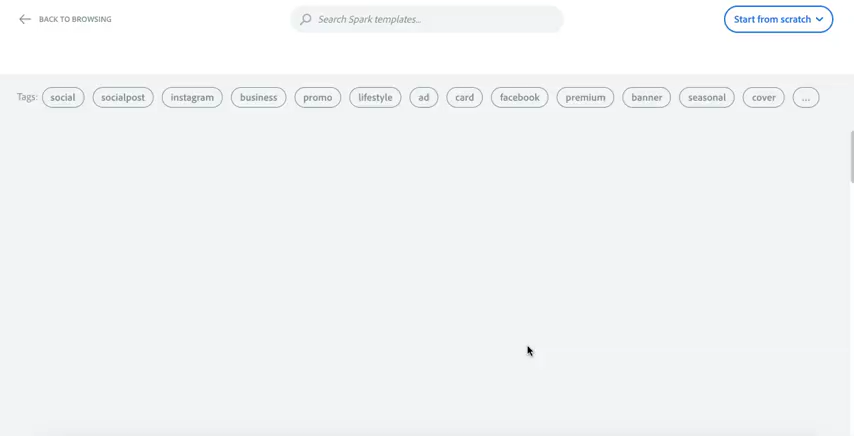 BACK TO BROWSING
Search Spark templates...
Start from scratch
Tags: social socialpost instagram business promo lifestyle ad card facebook premium banner seasonal cover ...